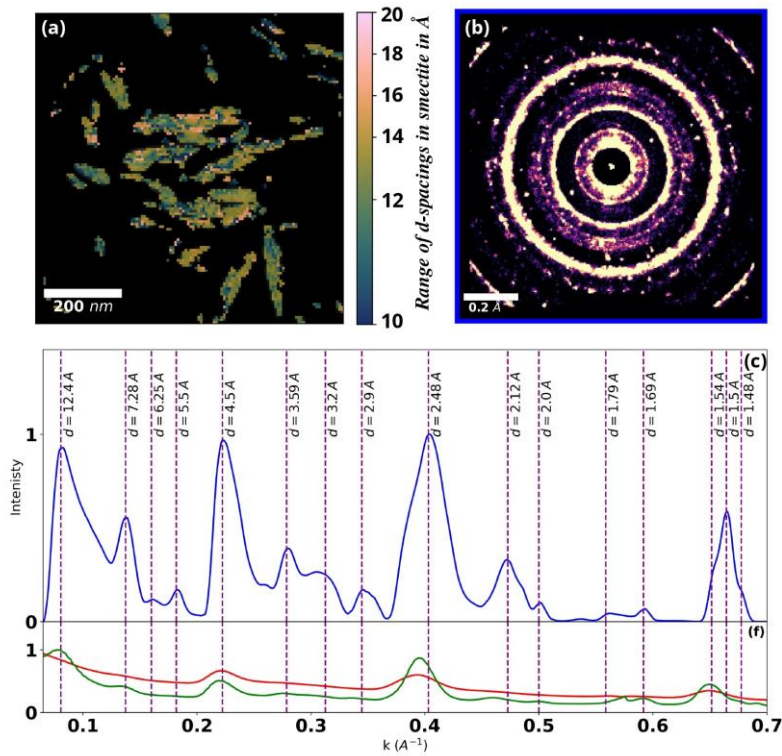 (a)
200 nm
20
18
16
14
12
10
Range of d-spacings in smectite in Å
(b)
0.2 Å
(c)
d = 12.4 A
d = 7.28 A
d = 6.25 A
d = 5.5 A
d = 4.5 A
d = 3.59 A
d = 3.2 A
d = 2.9 A
d = 2.48 A
d = 2.12 A
d = 2.0 A
d = 1.79 A
d = 1.69 A
d = 1.54 A
d = 1.5 A
d = 1.48 A
1
Intenisty
0
(f)
1
0
0.1 0.2 0.3 0.4 0.5 0.6 0.7
k (A⁻¹)